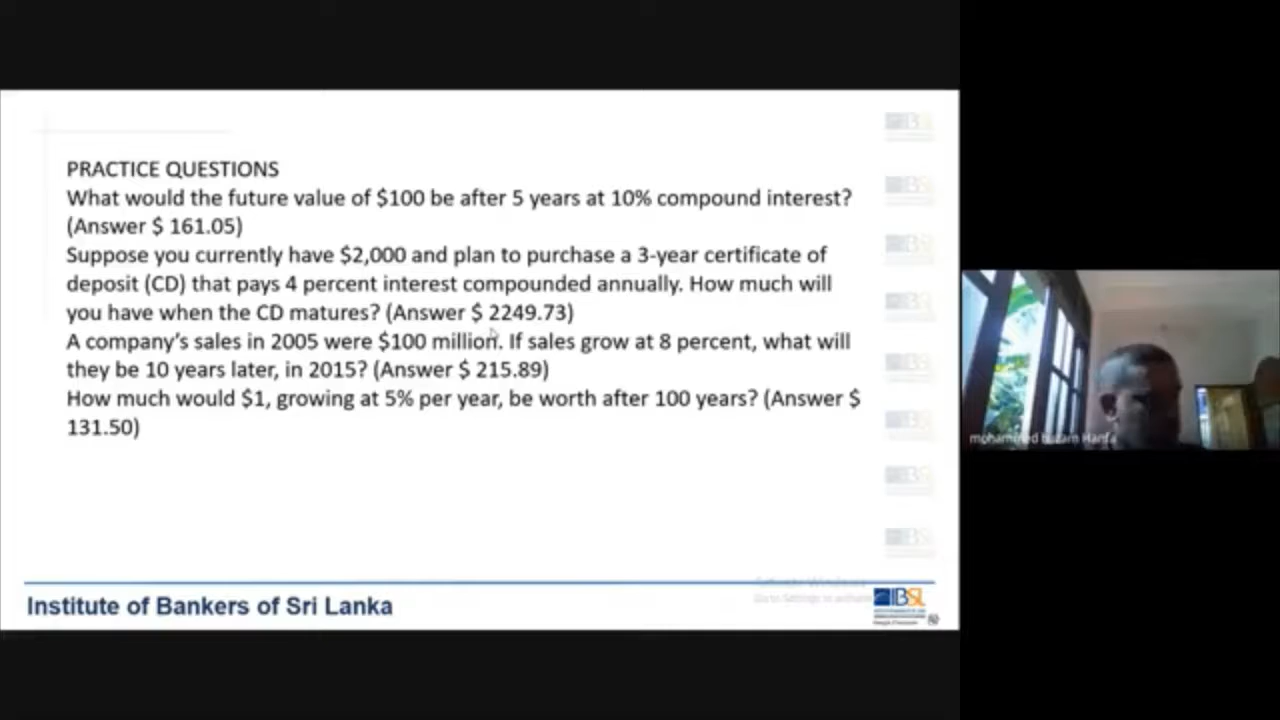 PRACTICE QUESTIONS
What would the future value of $100 be after 5 years at 10% compound interest?
(Answer $ 161.05)
Suppose you currently have $2,000 and plan to purchase a 3-year certificate of
deposit (CD) that pays 4 percent interest compounded annually. How much will
you have when the CD matures? (Answer $ 2249.73)
A company's sales in 2005 were $100 million. If sales grow at 8 percent, what will
they be 10 years later, in 2015? (Answer $ 215.89)
How much would $1, growing at 5% per year, be worth after 100 years? (Answer $
131.50)
mohammed Hanfa
Institute of Bankers of Sri Lanka
IBSL